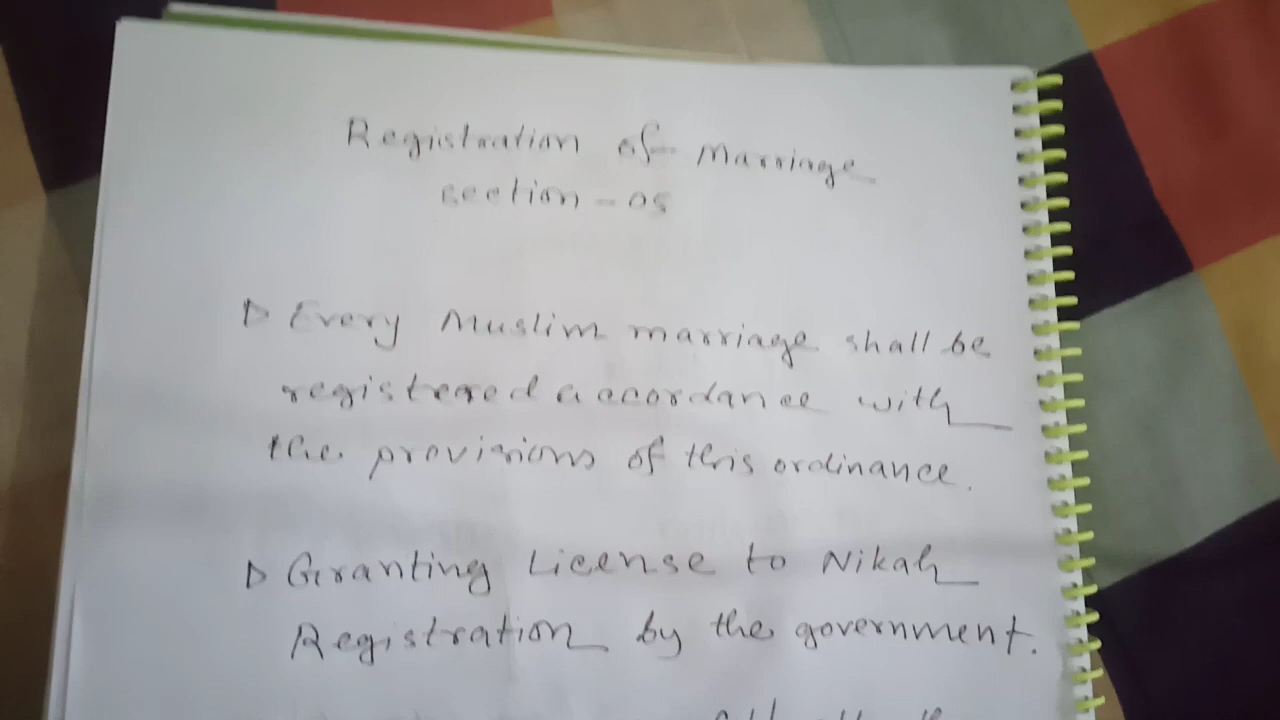 Registration of Marriage
section - 05
▷ Every Muslim marriage shall be
registered accordance with
the provisions of this ordinance.
▷ Granting License to Nikah
Registration by the government.